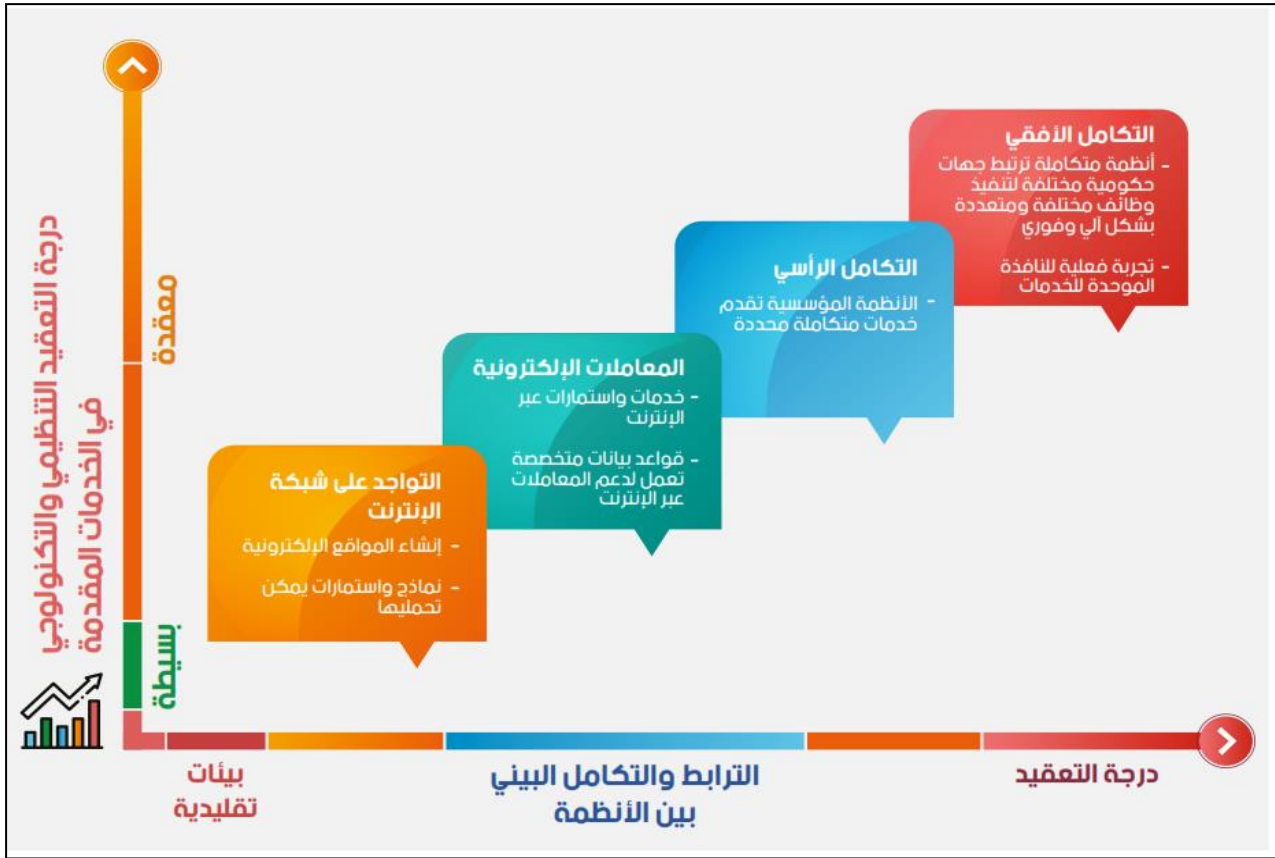 التكامل الأفقي
- أنظمة متكاملة ترتبط جهات
حكومية مختلفة لتنفيذ
وظائف مختلفة ومتعددة
بشكل آلي وفوري
- تجربة فعلية للنافذة
الموحدة للخدمات
التكامل الرأسي
- الأنظمة المؤسسية تقدم
خدمات متكاملة محددة
المعاملات الإلكترونية
- خدمات واستمارات عبر
الإنترنت
- قواعد بيانات متخصصة
تعمل لدعم المعاملات
عبر الإنترنت
التواجد على شبكة
الإنترنت
- إنشاء المواقع الإلكترونية
- نماذج واستمارات يمكن
تحمليها
درجة التعقيد التنظيمي والتكنولوجي
في الخدمات المقدمة
معقدة
بسيطة
بيئات
تقليدية
الترابط والتكامل البيني
بين الأنظمة
درجة التعقيد